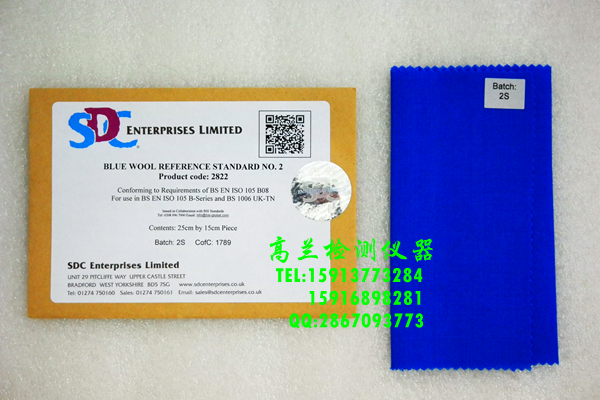 SDC ENTERPRISES LIMITED
BLUE WOOL REFERENCE STANDARD NO. 2
Product code: 2822
Conforming to Requirements of BS EN ISO 105 B08
For use in BS EN ISO 105 B-Series and BS 1006 UK-TN
Contents: 25cm by 15cm Piece
Batch: 2S CofC: 1789
SDC Enterprises Limited
UNIT 29 PITCLIFFE WAY UPPER CASTLE STREET
BRADFORD WEST YORKSHIRE BD5 7SG www.sdcenterprises.co.uk
Tel: 01274 750160 Sales: 01274 750161 Email: sales@sdcenterprises.co.uk
Batch:
2S
高兰检测仪器
TEL:15913773284
15916898281
QQ:2867093773